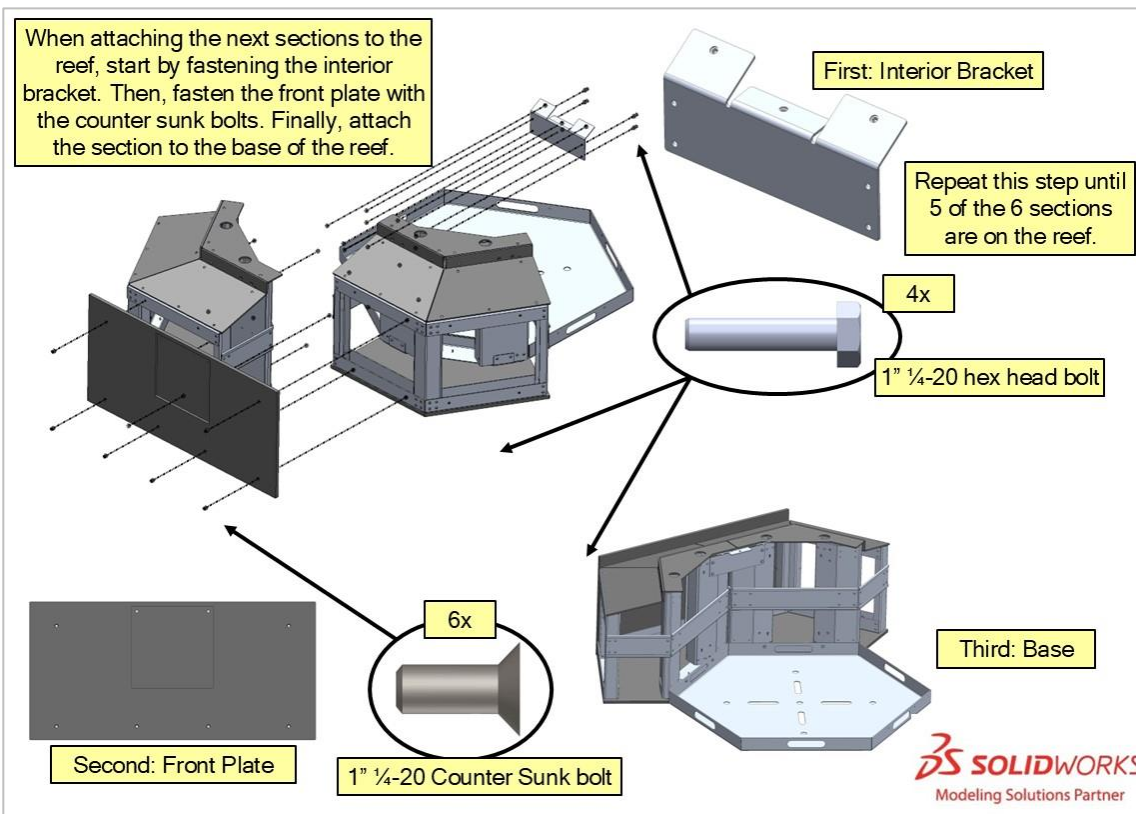 When attaching the next sections to the
reef, start by fastening the interior
bracket. Then, fasten the front plate with
the counter sunk bolts. Finally, attach
the section to the base of the reef.
First: Interior Bracket
Repeat this step until
5 of the 6 sections
are on the reef.
4x
1” ¼-20 hex head bolt
6x
Third: Base
Second: Front Plate
1” ¼-20 Counter Sunk bolt
SOLIDWORKS
Modeling Solutions Partner